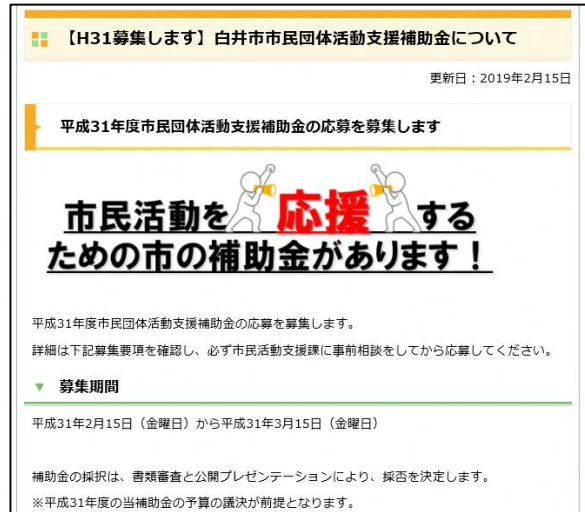 【H31募集します】白井市市民団体活動支援補助金について
更新日：2019年2月15日
平成31年度市民団体活動支援補助金の応募を募集します
市民活動を応援する
ための市の補助金があります！
平成31年度市民団体活動支援補助金の応募を募集します。
詳細は下記募集要項を確認し、必ず市民活動支援課に事前相談をしてから応募してください。
募集期間
平成31年2月15日（金曜日）から平成31年3月15日（金曜日）
補助金の採択は、書類審査と公開プレゼンテーションにより、採否を決定します。
※平成31年度の当補助金の予算の議決が前提となります。